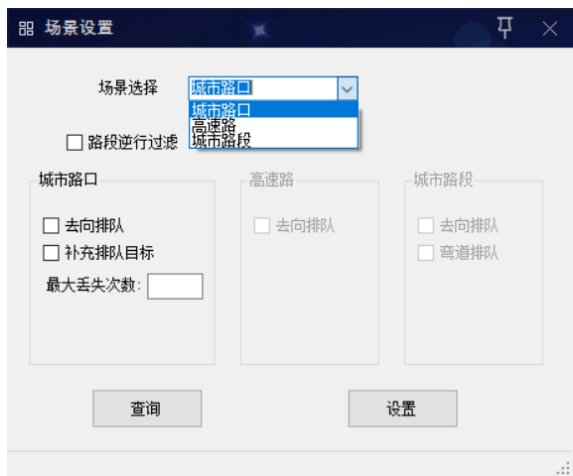 场景设置
场景选择 城市路口
城市路口
高速路
城市路段
路段逆行过滤
城市路口 高速路 城市路段
去向排队 去向排队 去向排队
补充排队目标 弯道排队
最大丢失次数:
查询 设置